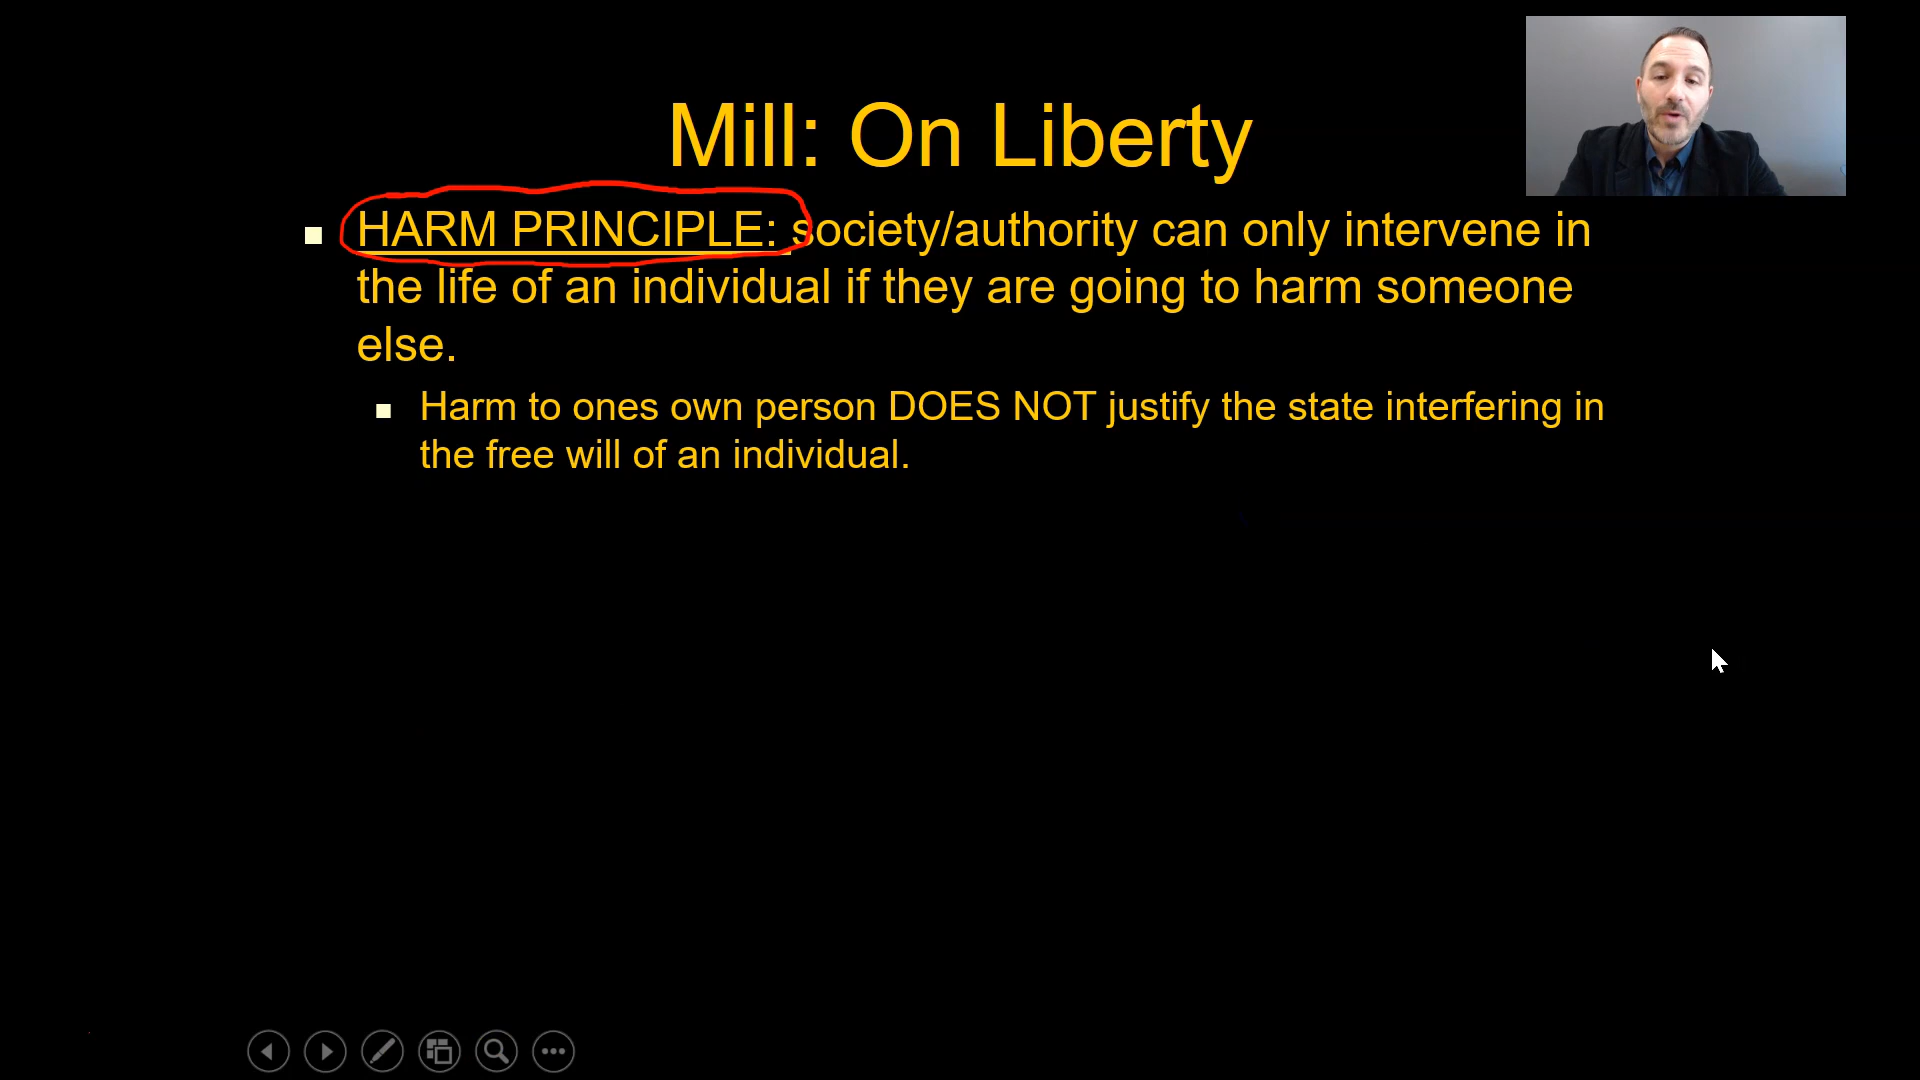 Mill: On Liberty
HARM PRINCIPLE: society/authority can only intervene in
the life of an individual if they are going to harm someone
else.
Harm to ones own person DOES NOT justify the state interfering in
the free will of an individual.